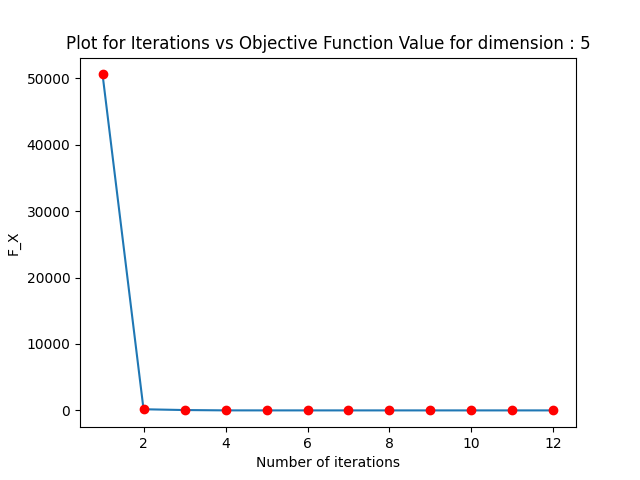 Plot for Iterations vs Objective Function Value for dimension : 5
50000
40000
30000
20000
10000
0
F_X
2 4 6 8 10 12
Number of iterations